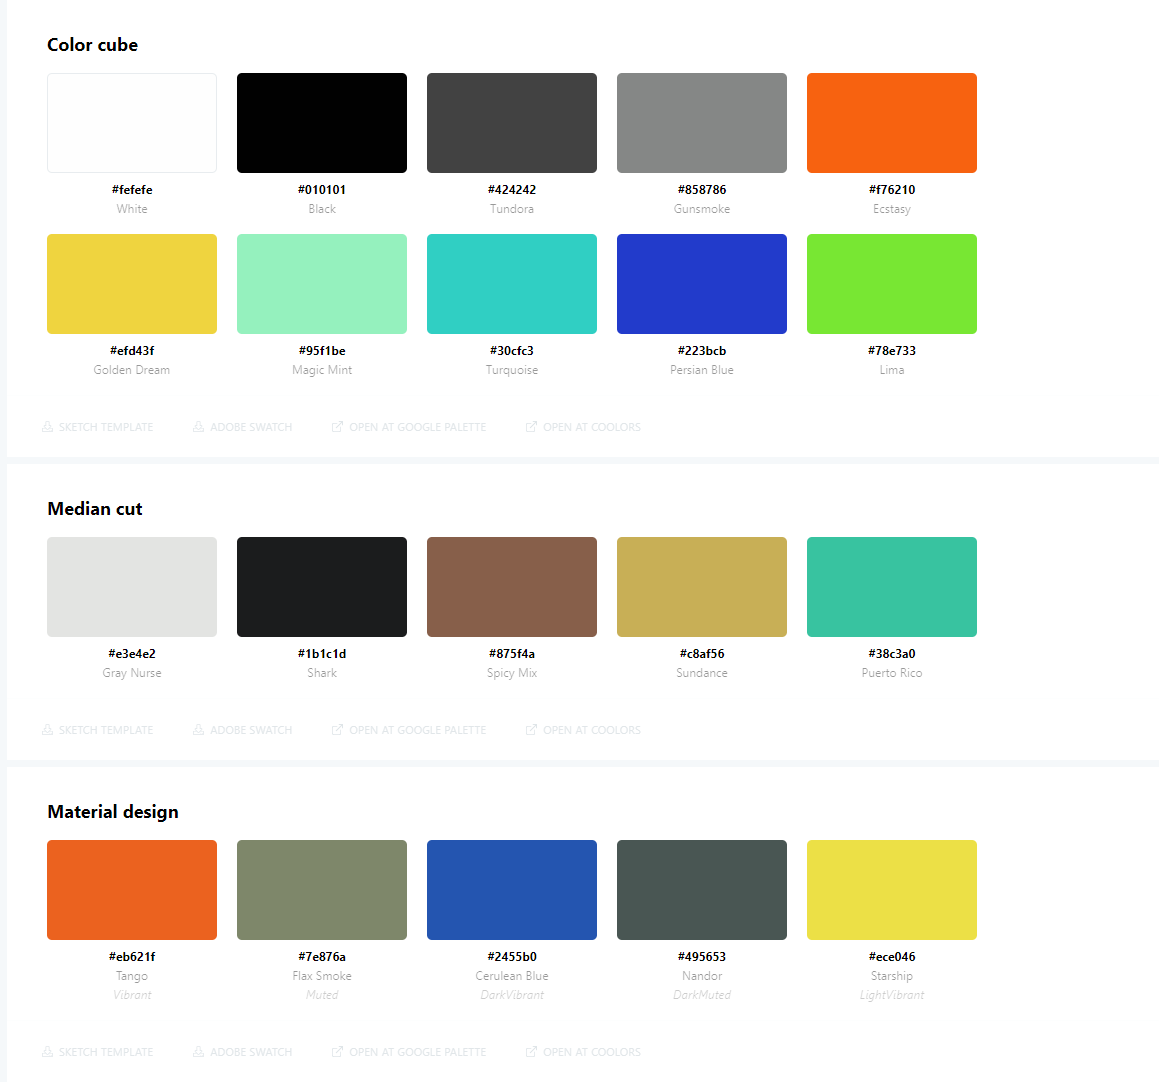 Color cube
#fefefe #010101 #424242 #858786 #f76210
White Black Tundora Gunsmoke Ecstasy
#efd43f #95f1be #30cfc3 #223bcb #78e733
Golden Dream Magic Mint Turquoise Persian Blue Lima
SKETCH TEMPLATE ADOBE SWATCH OPEN AT GOOGLE PALETTE OPEN AT COOLORS
Median cut
#e3e4e2 #1b1c1d #875f4a #c8af56 #38c3a0
Gray Nurse Shark Spicy Mix Sundance Puerto Rico
SKETCH TEMPLATE ADOBE SWATCH OPEN AT GOOGLE PALETTE OPEN AT COOLORS
Material design
#eb621f #7e876a #2455b0 #495653 #ece046
Tango Flax Smoke Cerulean Blue Nandor Starship
Vibrant Muted DarkVibrant DarkMuted LightVibrant
SKETCH TEMPLATE ADOBE SWATCH OPEN AT GOOGLE PALETTE OPEN AT COOLORS